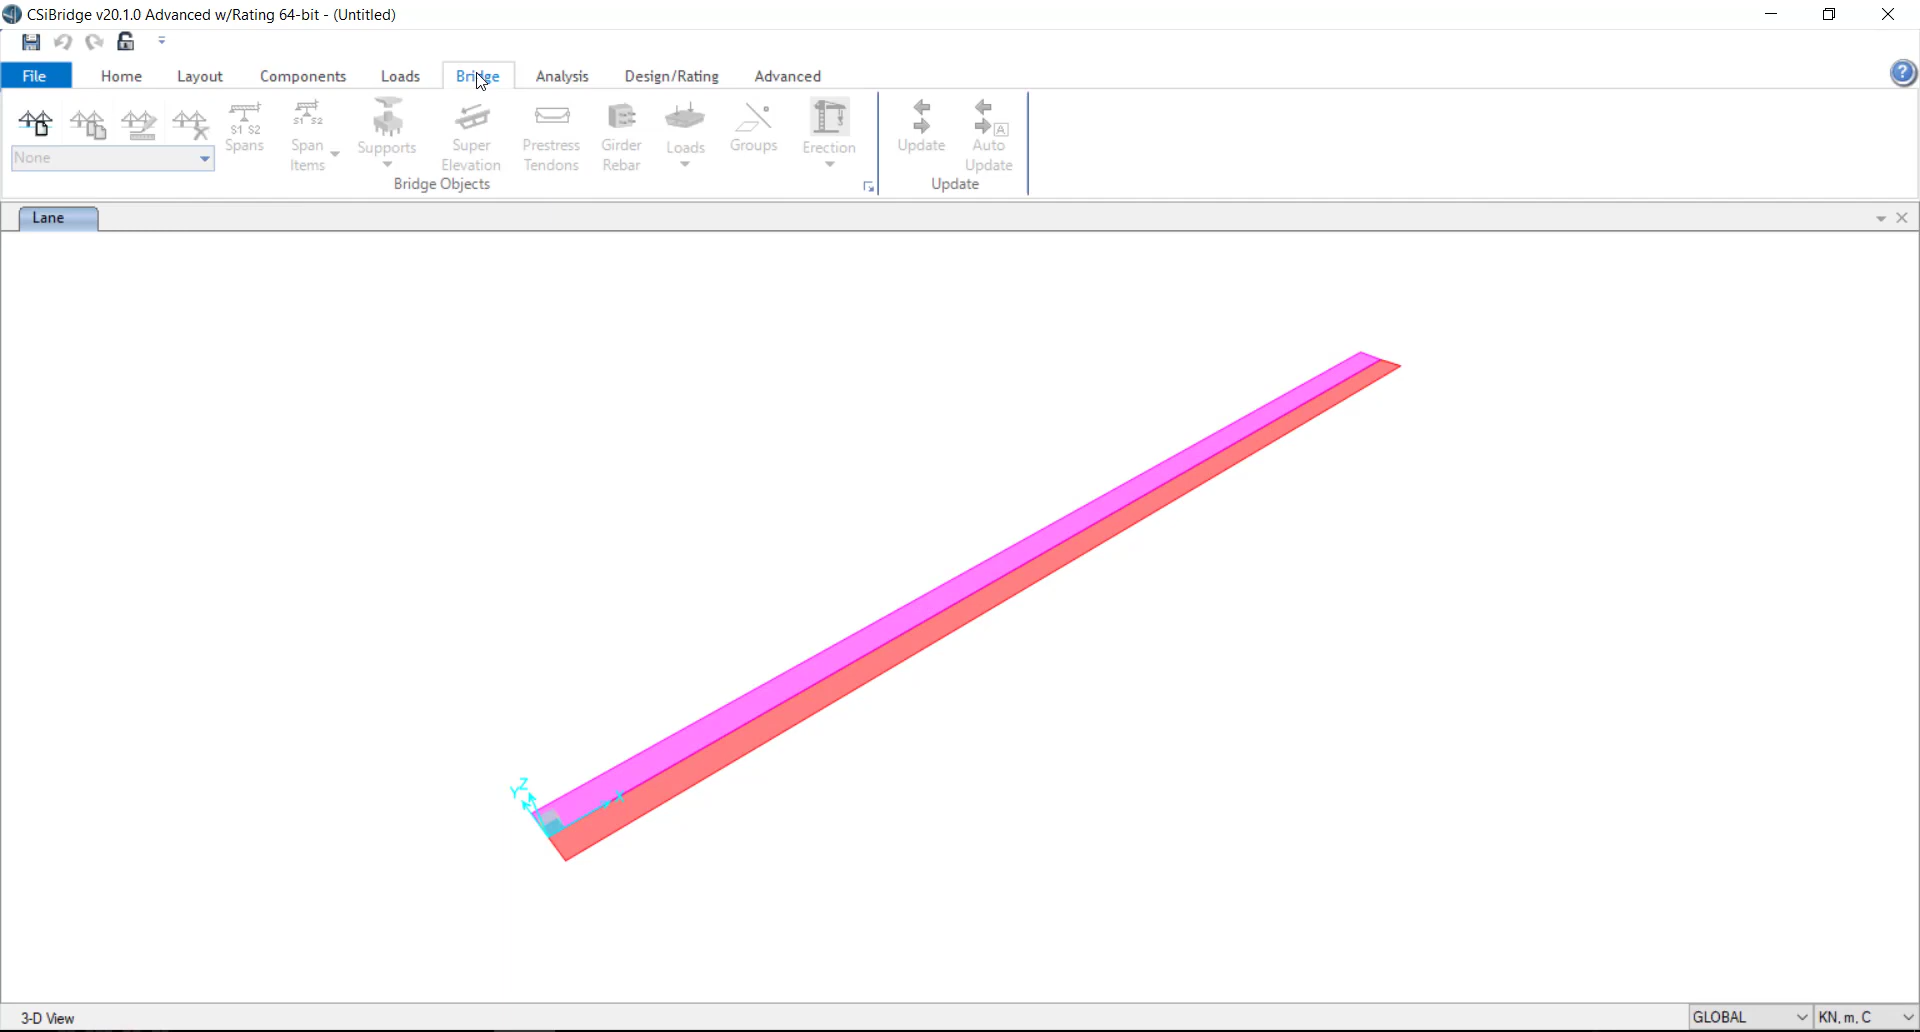 CSiBridge v20.1.0 Advanced w/Rating 64-bit - (Untitled)
File Home Layout Components Loads Bridge Analysis Design/Rating Advanced
None
S1 S2
Spans
S1 S2
Span
Items
Supports
Super
Elevation
Prestress
Tendons
Girder
Rebar
Loads
Groups
Erection
Bridge Objects
Update
A
Auto
Update
Update
Lane
Z
Y
X
3-D View
GLOBAL
KN, m, C